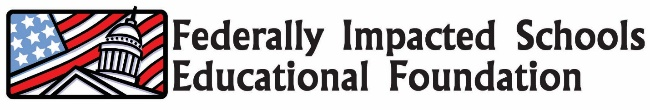 Federally Impacted Schools
Educational Foundation